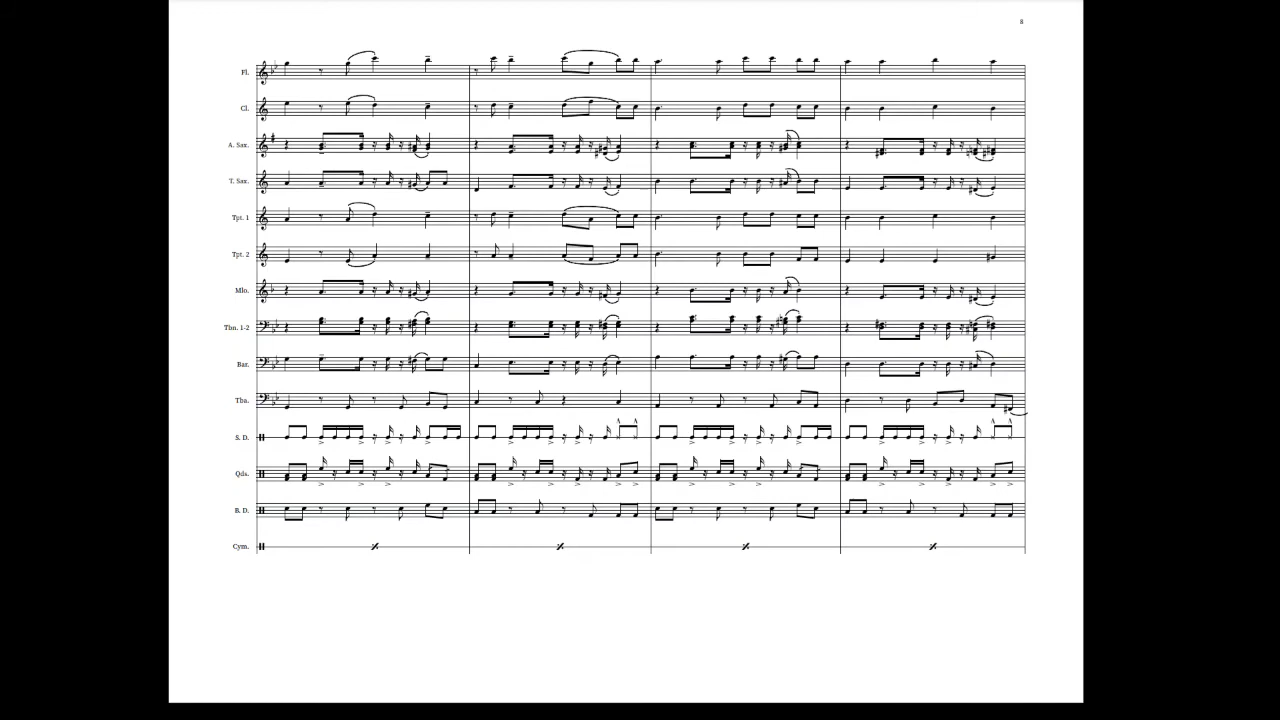 8
Fl.
Cl.
A. Sax.
T. Sax.
Tpt. 1
Tpt. 2
Mlo.
Tbn. 1-2
Bar.
Tba.
S. D.
Qds.
B. D.
Cym.